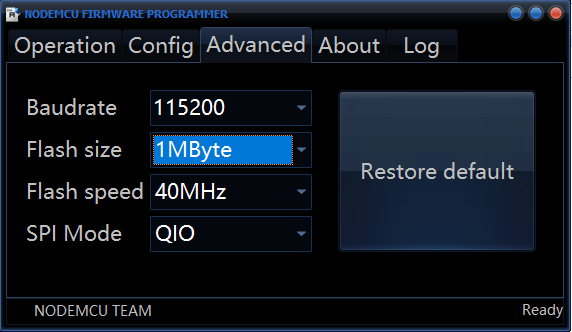 NODEMCU FIRMWARE PROGRAMMER
Operation Config Advanced About Log
Baudrate 115200
Flash size 1MByte
Flash speed 40MHz
SPI Mode QIO
Restore default
NODEMCU TEAM Ready